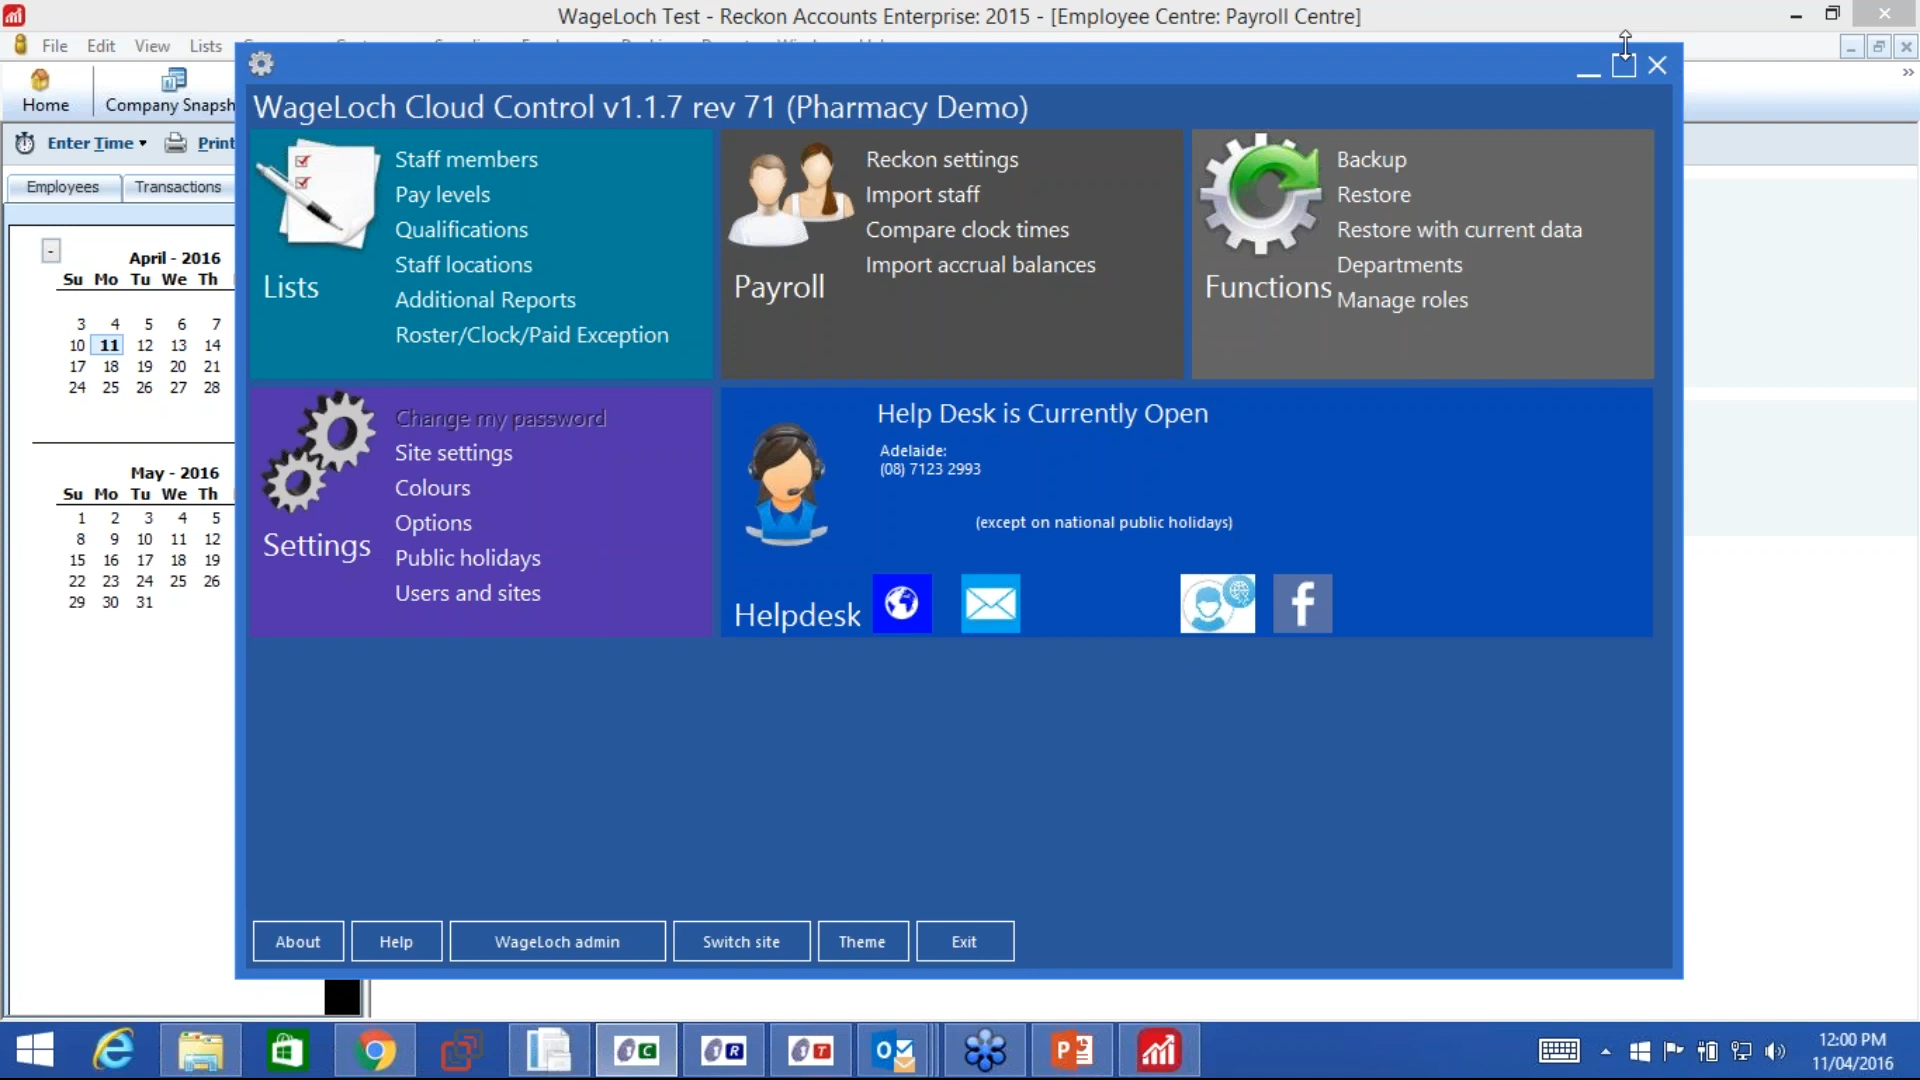 WageLoch Test - Reckon Accounts Enterprise: 2015 - [Employee Centre: Payroll Centre]
File Edit View Lists
Home
Company Snapsh
Enter Time
Print
Employees
Transactions
April - 2016
Su Mo Tu We Th
3 4 5 6 7
10 11 12 13 14
17 18 19 20 21
24 25 26 27 28
May - 2016
Su Mo Tu We Th
1 2 3 4 5
8 9 10 11 12
15 16 17 18 19
22 23 24 25 26
29 30 31
WageLoch Cloud Control v1.1.7 rev 71 (Pharmacy Demo)
Lists
Staff members
Pay levels
Qualifications
Staff locations
Additional Reports
Roster/Clock/Paid Exception
Payroll
Reckon settings
Import staff
Compare clock times
Import accrual balances
Functions
Backup
Restore
Restore with current data
Departments
Manage roles
Settings
Change my password
Site settings
Colours
Options
Public holidays
Users and sites
Helpdesk
Help Desk is Currently Open
Adelaide:
(08) 7123 2993
(except on national public holidays)
About
Help
WageLoch admin
Switch site
Theme
Exit
12:00 PM
11/04/2016